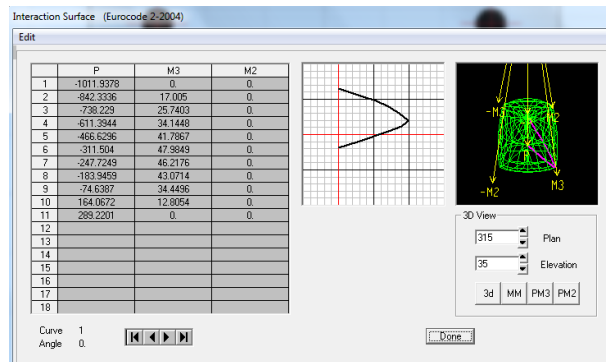 Interaction Surface (Eurocode 2-2004)
Edit
P M3 M2
1 -1011.9378 0. 0.
2 -842.3336 17.005 0.
3 -738.229 25.7403 0.
4 -611.3944 34.1448 0.
5 -466.6296 41.7867 0.
6 -311.504 47.9849 0.
7 -247.7249 46.2176 0.
8 -183.9459 43.0714 0.
9 -74.6387 34.4496 0.
10 164.0672 12.8054 0.
11 289.2201 0. 0.
12
13
14
15
16
17
18
Curve 1
Angle 0.
-M3
M2
-M2
M3
3D View
315 Plan
35 Elevation
3d MM PM3 PM2
Done